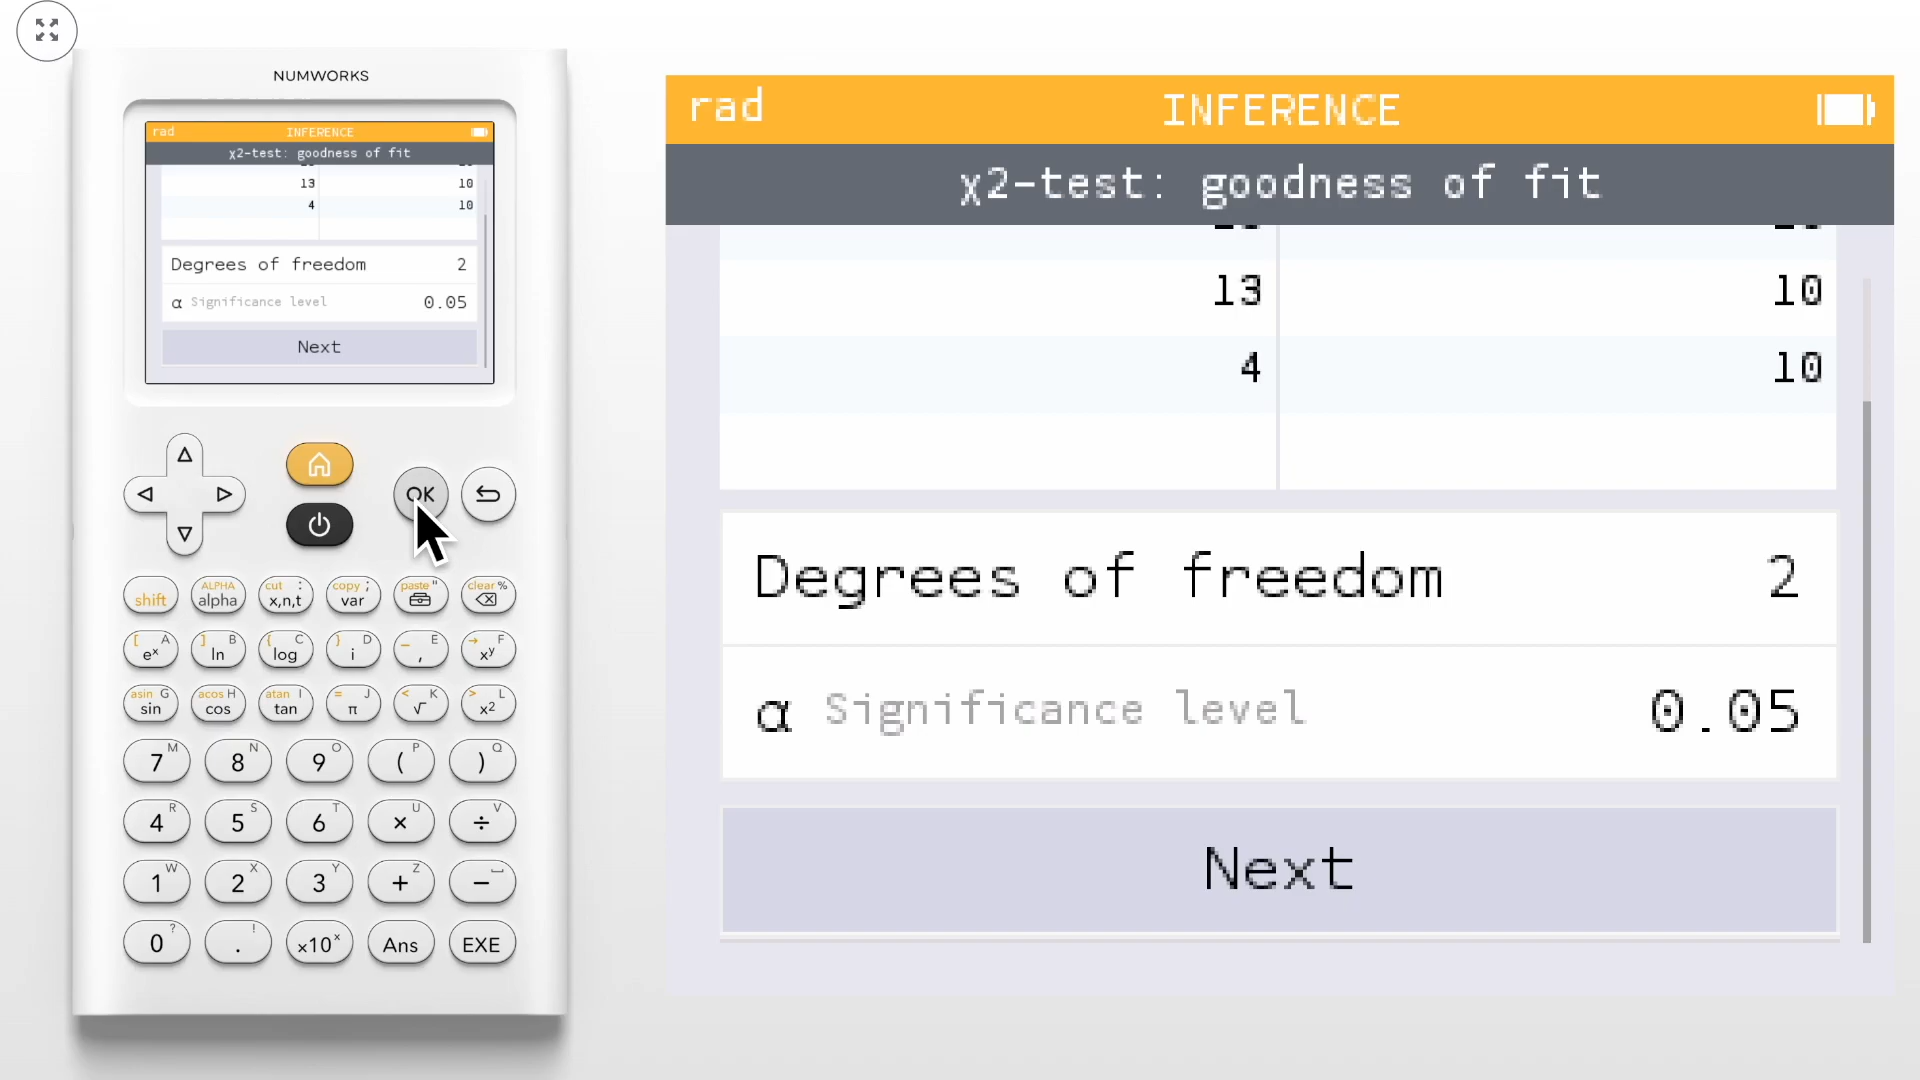 NUMWORKS
rad INFERENCE
χ2-test: goodness of fit
13 10
4 10
Degrees of freedom 2
α Significance level 0.05
Next
OK
shift
ALPHA alpha
cut : x,n,t
copy ; var
paste "
clear %
[ A eˣ
] B ln
{ C log
} D i
_ E ,
→ F xʸ
asin G sin
acos H cos
atan I tan
= J π
< K √
> L x²
7 M
8 N
9 O
( P
) Q
4 R
5 S
6 T
× U
÷ V
1 W
2 X
3 Y
+ Z
−
0 ?
. !
×10ˣ
Ans
EXE
rad INFERENCE
χ2-test: goodness of fit
13 10
4 10
Degrees of freedom 2
α Significance level 0.05
Next